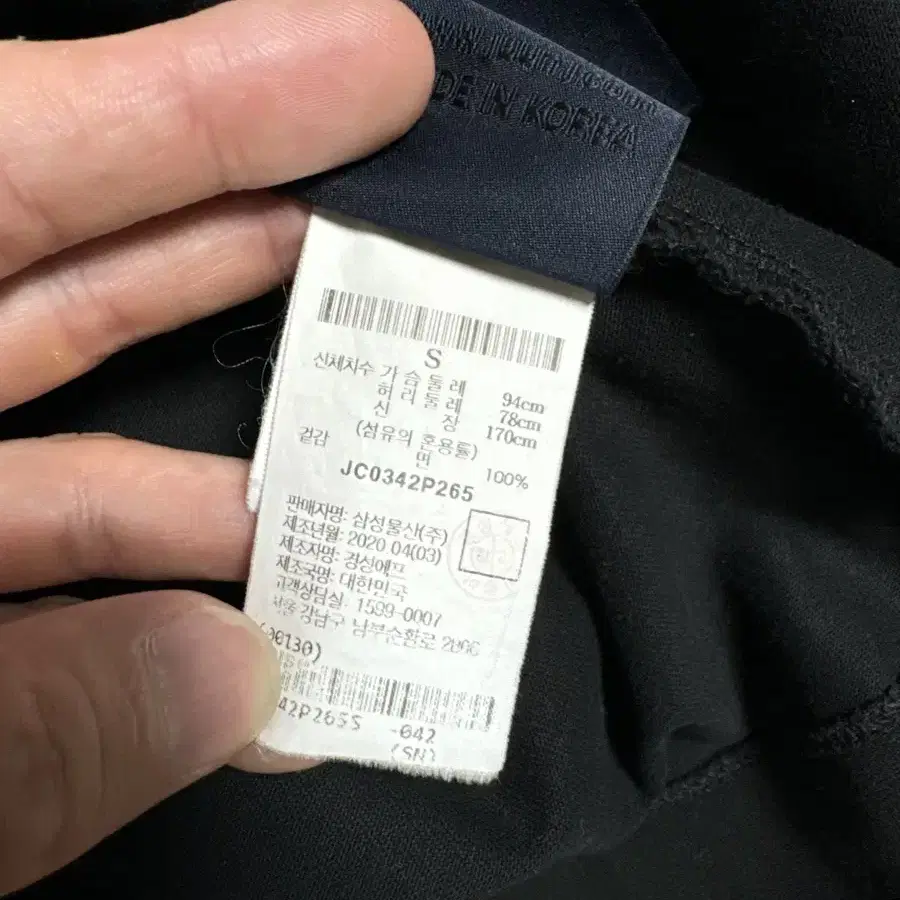 DE IN KOREA
S
신체치수 가슴둘레 94cm
허리둘레 78cm
신 장 170cm
(섬유의 혼용률)
겉감 면 100%
JC0342P265
판매자명: 삼성물산(주)
제조년월: 2020 04(03)
제조자명: 경싱에프
제조국명: 대한민국
고객상담실: 1599-0007
서울 강남구 남부순환로
42P265S -042
(SN)